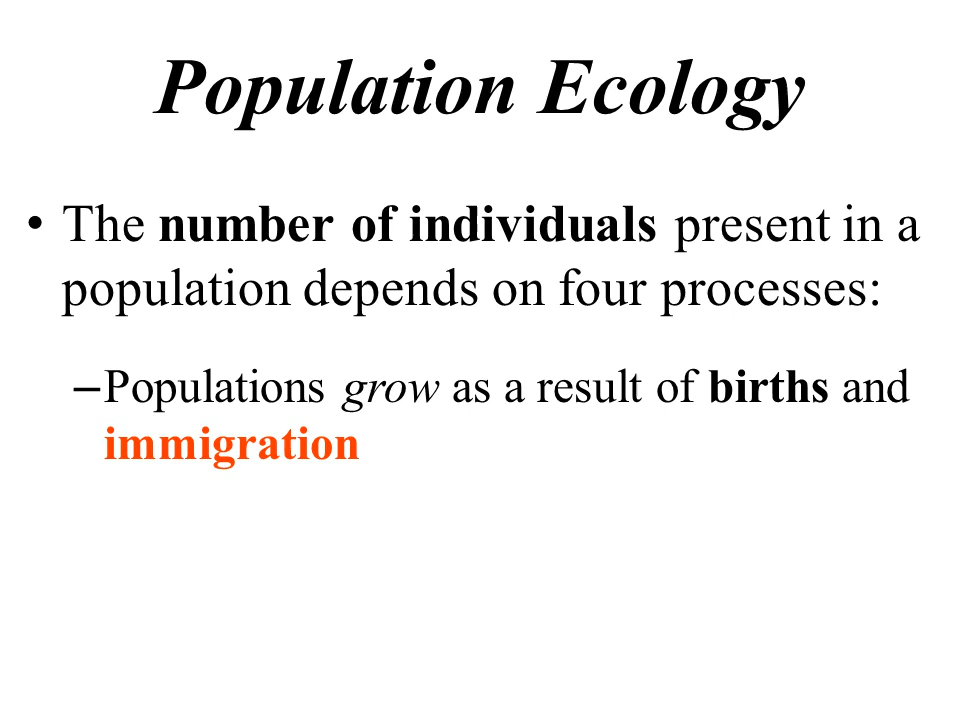 Population Ecology
• The number of individuals present in a
population depends on four processes:
– Populations grow as a result of births and
immigration